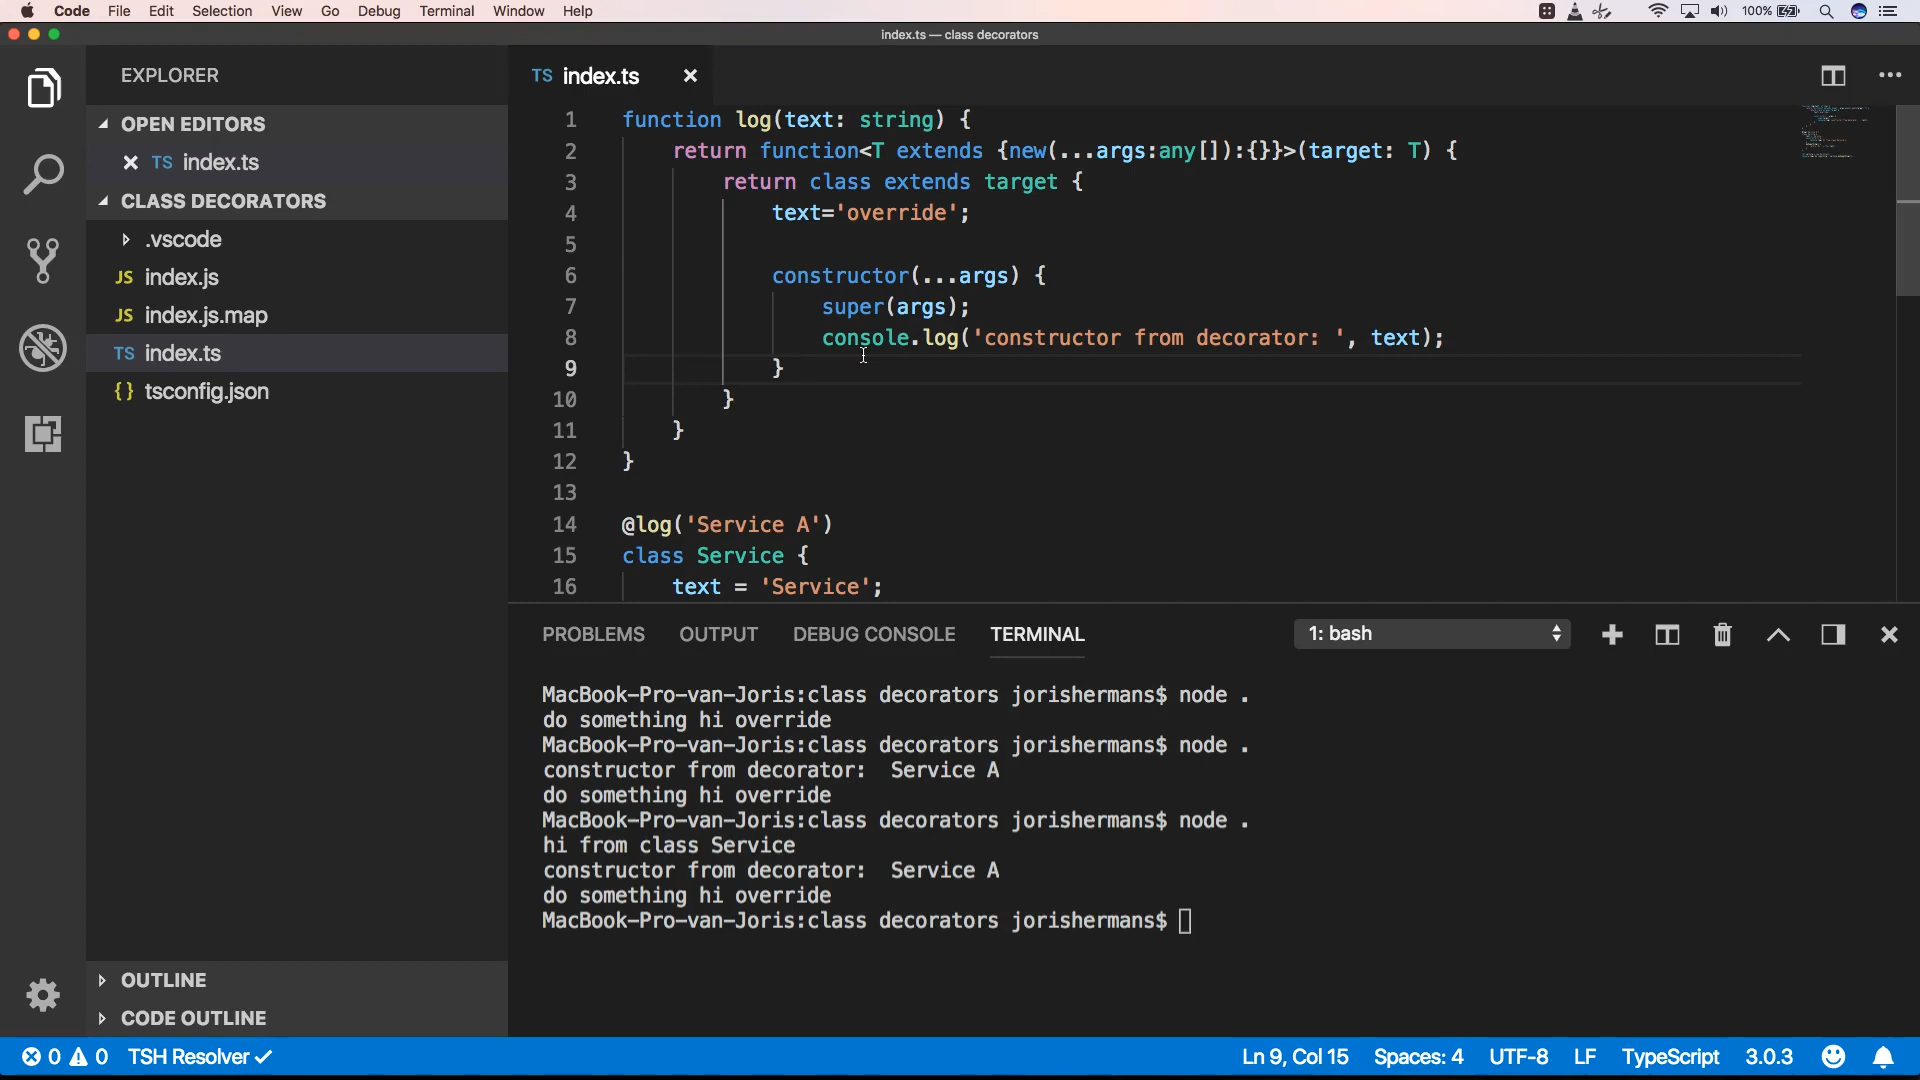 Code File Edit Selection View Go Debug Terminal Window Help 100%
index.ts — class decorators
EXPLORER
OPEN EDITORS
TS index.ts
CLASS DECORATORS
.vscode
JS index.js
JS index.js.map
TS index.ts
{} tsconfig.json
OUTLINE
CODE OUTLINE
TS index.ts
1 function log(text: string) {
2 return function<T extends {new(...args:any[]):{}}>(target: T) {
3 return class extends target {
4 text='override';
5
6 constructor(...args) {
7 super(args);
8 console.log('constructor from decorator: ', text);
9 }
10 }
11 }
12 }
13
14 @log('Service A')
15 class Service {
16 text = 'Service';
PROBLEMS OUTPUT DEBUG CONSOLE TERMINAL 1: bash
MacBook-Pro-van-Joris:class decorators jorishermans$ node .
do something hi override
MacBook-Pro-van-Joris:class decorators jorishermans$ node .
constructor from decorator:  Service A
do something hi override
MacBook-Pro-van-Joris:class decorators jorishermans$ node .
hi from class Service
constructor from decorator:  Service A
do something hi override
MacBook-Pro-van-Joris:class decorators jorishermans$
0 0 TSH Resolver Ln 9, Col 15 Spaces: 4 UTF-8 LF TypeScript 3.0.3